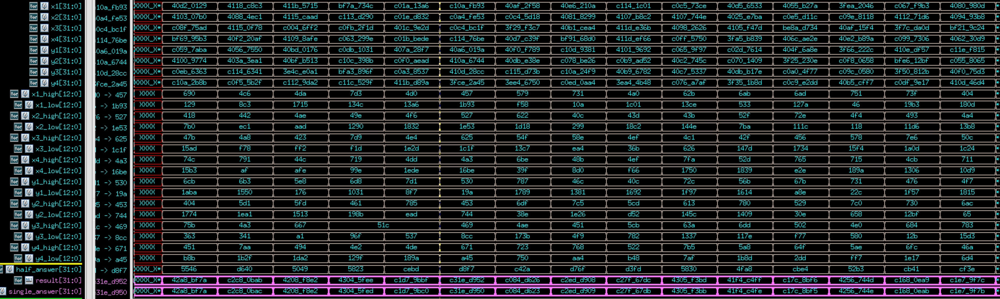 Ver x1[31:0] 10a_fb93 XXXX_X* 40d2_0129 4118_c8c3 411b_5715 bf7a_734c c01a_13a6 c10a_fb93 40af_2f58 40e6_210a c114_1c01 c0c5_73ce 40d5_6533 4055_b27a 3fea_2046 c067_f9b3 4080_980d *
Ver x2[31:0] 0a4_fe53 XXXX_X* 4103_07b0 4088_4ec1 4115_caad c113_d290 c01e_d832 c0a4_fe53 c0c4_5d18 4081_8299 4107_b8c2 4107_744e 4025_e7ba c0e5_d11c c09e_8118 4112_71d6 4094_93b8 *
Ver x3[31:0] 0c4_bc1f XXXX_X* c08f_75ad 4115_0f78 c004_6ff2 c0fb_2f1d 401c_9e2d c0c4_bc1f 3f29_f3c7 40b1_cea4 411d_e36b 4098_2626 4105_f47d be8a_d734 40af_15f4 3f7c_da0d bf21_9c24 *
Ver x4[31:0] 114_76be XXXX_X* bf69_95b3 40f2_20af 4109_8afe c063_299e c01b_bede c114_76be 40d7_c39f bf91_68d0 411d_ef66 c0ff_5750 3fa5_b839 406c_ae2e 40e2_b89a c099_7306 4062_30d9 *
Ver y1[31:0] 0a6_019a XXXX_X* c059_7aba 4056_7550 40bd_0176 c0db_1031 407a_28f7 40a6_019a 40f0_f789 c10d_9381 4101_9692 c065_9f97 c02d_7614 404f_6a8e 3f66_222c 410e_df57 c11e_f815 *
Ver y2[31:0] 10a_6744 XXXX_X* 4100_9774 403a_3ea1 40bf_b513 c10c_398b c0f0_aead 410a_6744 40db_e38e c078_be26 c0b9_ad52 40c2_745c c070_1409 3f25_230e c0f8_0658 bfe6_12bf c055_8065 *
Ver y3[31:0] 10d_28cc XXXX_X* c0eb_6363 c114_6341 3e4c_e0a1 bfa3_896f c0a3_8537 410d_28cc c115_d73b c10a_24f9 40b9_6782 40c7_5337 40db_b17e c0a0_4f77 c09c_0580 3f50_812b 40f0_75d3 *
Ver y4[31:0] fce_2a45 XXXX_X* c10a_2b8b c0f5_5b2f c112_9da2 c11c_529f 411b_d89a 3fce_2a45 3ee4_6750 c0ed_0aa4 3ea4_4b48 c076_a7af 3f35_1b8d c0c9_e2dd 40b5_cff7 c0df_9e17 410d_46d4 *
Ver x1_high[12:0] 0 -> 457 XXXX 690 4c6 4da 7d3 4d0 457 579 731 4a0 62b 6ab 6ad 751 73f 404 *
Ver x1_low[12:0] -> 1b93 XXXX 129 8c3 1715 134c 13a6 1b93 f58 10a 1c01 13ce 533 127a 46 19b3 180d *
Ver x2_high[12:0] 6 -> 527 XXXX 418 442 4ae 49e 4f6 527 622 40c 43d 43b 52f 72e 4f4 493 4a4 *
Ver x2_low[12:0] -> 1e53 XXXX 7b0 ec1 aad 1290 1832 1e53 1d18 299 18c2 144e 7ba 111c 118 11d6 13b8 *
Ver x3_high[12:0] 4 -> 625 XXXX 47b 4a8 423 7d9 4e4 625 54f 58e 4ef 4c1 42f 456 578 7e6 50c *
Ver x3_low[12:0] -> 1c1f XXXX 15ad f78 ff2 f1d 1e2d 1c1f 13c7 ea4 36b 626 147d 1734 15f4 1a0d 1c24 *
Ver x4_high[12:0] d -> 4a3 XXXX 74c 791 44c 719 4dd 4a3 6be 48b 4ef 7fa 52d 765 715 4cb 711 *
Ver x4_low[12:0] -> 16be XXXX 15b3 af afe 99e 1ede 16be 39f 8d0 f66 1750 1839 e2e 189a 1306 10d9 *
Ver y1_high[12:0] 1 -> 530 XXXX 6cb 6b3 5e8 6d8 7d1 530 787 46c 40c 72c 56b 67b 731 476 4f7 *
Ver y1_low[12:0] 7 -> 19a XXXX 1aba 1550 176 1031 8f7 19a 1789 1381 1692 1f97 1614 a8e 22c 1f57 1815 *
Ver y2_high[12:0] 5 -> 453 XXXX 404 5d1 5fd 461 785 453 6df 7c5 5cd 613 780 529 7c0 730 6ac *
Ver y2_low[12:0] d -> 744 XXXX 1774 1ea1 1513 198b ead 744 38e 1e26 d52 145c 1409 30e 658 12bf 65 *
Ver y3_high[12:0] c -> 469 XXXX 75b 4a3 667 51c 469 4ae 451 5cb 63a 6dd 502 4e0 684 783 *
Ver y3_low[12:0] 7 -> 8cc XXXX 363 341 a1 96f 537 8cc 173b 4f9 782 1337 117e f77 580 12b 15d3 *
Ver y4_high[12:0] e -> 671 XXXX 451 7aa 494 4e2 4de 671 723 768 522 7b5 5a8 64f 5ae 6fc 46a *
Ver y4_low[12:0] a -> a45 XXXX b8b 1b2f 1da2 129f 189a a45 750 aa4 b48 7af 1b8d 2dd ff7 1e17 6d4 *
half_answer[31:0] -> d8f7 XXXX_X* 5546 d640 5049 5823 cebd d8f7 c42a d76f d3fd 5830 4fa8 cbe4 52b3 cb41 cf3e *
Ver NET result[31:0] 31e_d952 XXXX_X* 42a8_bf7a c2c8_0bab 4208_f8e2 4304_5fee c1d7_9bbf c31e_d952 c084_d626 c2ed_d908 c27f_67dc 4305_f3bd 41f4_c4ff c17c_8bf6 4256_744d c168_0ea9 c1e7_9f7c *
single_answer[31:0] 31e_d950 XXXX_X* 42a8_bf7a c2c8_0bac 4208_f8e2 4304_5fed c1d7_9bc0 c31e_d950 c084_d623 c2ed_d909 c27f_67db 4305_f3bb 41f4_c4fe c17c_8bf5 4256_744e c168_0eab c1e7_9f7b *